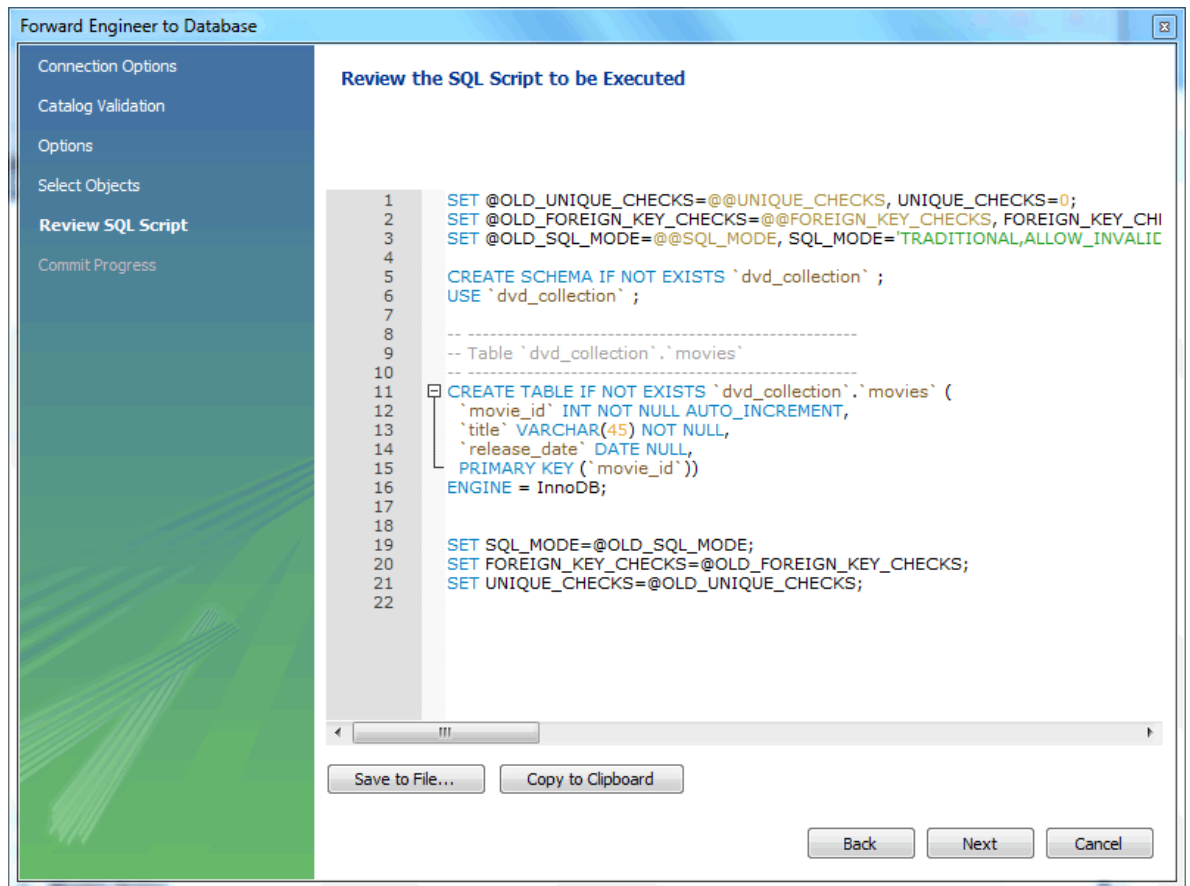 Forward Engineer to Database
Connection Options
Catalog Validation
Options
Select Objects
Review SQL Script
Commit Progress
Review the SQL Script to be Executed
1 SET @OLD_UNIQUE_CHECKS=@@UNIQUE_CHECKS, UNIQUE_CHECKS=0;
2 SET @OLD_FOREIGN_KEY_CHECKS=@@FOREIGN_KEY_CHECKS, FOREIGN_KEY_CHI
3 SET @OLD_SQL_MODE=@@SQL_MODE, SQL_MODE='TRADITIONAL,ALLOW_INVALID
4
5 CREATE SCHEMA IF NOT EXISTS `dvd_collection` ;
6 USE `dvd_collection` ;
7
8 -- -----------------------------------------------------
9 -- Table `dvd_collection`.`movies`
10 -- -----------------------------------------------------
11 CREATE TABLE IF NOT EXISTS `dvd_collection`.`movies` (
12 `movie_id` INT NOT NULL AUTO_INCREMENT,
13 `title` VARCHAR(45) NOT NULL,
14 `release_date` DATE NULL,
15 PRIMARY KEY (`movie_id`))
16 ENGINE = InnoDB;
17
18
19 SET SQL_MODE=@OLD_SQL_MODE;
20 SET FOREIGN_KEY_CHECKS=@OLD_FOREIGN_KEY_CHECKS;
21 SET UNIQUE_CHECKS=@OLD_UNIQUE_CHECKS;
22
Save to File... Copy to Clipboard
Back Next Cancel